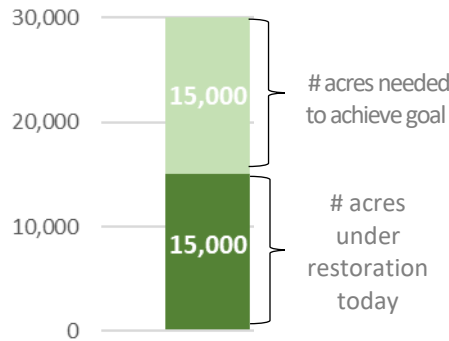 30,000
20,000
10,000
0
15,000
15,000
# acres needed
to achieve goal
# acres
under
restoration
today